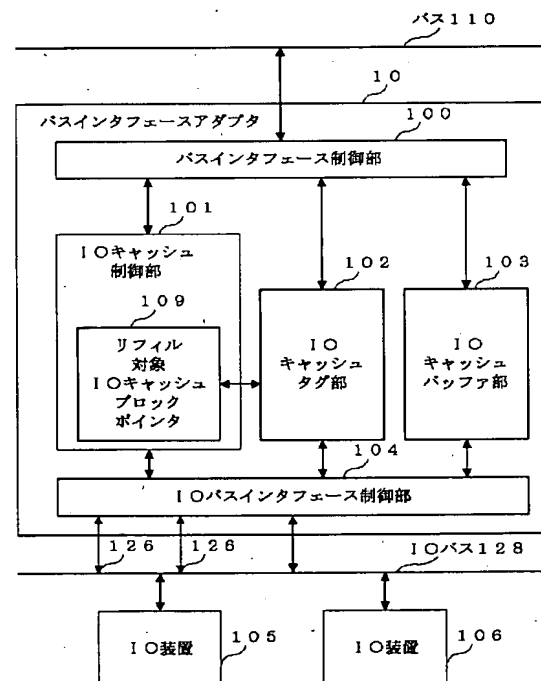 バス１１０
１０
バスインタフェースアダプタ
１００
バスインタフェース制御部
１０１
ＩＯキャッシュ
制御部
１０２
１０３
１０９
リフィル
対象
ＩＯキャッシュ
ブロック
ポインタ
ＩＯ
キャッシュ
タグ部
ＩＯ
キャッシュ
バッファ部
１０４
ＩＯバスインタフェース制御部
１２６
１２６
ＩＯバス１２８
ＩＯ装置
１０５
ＩＯ装置
１０６